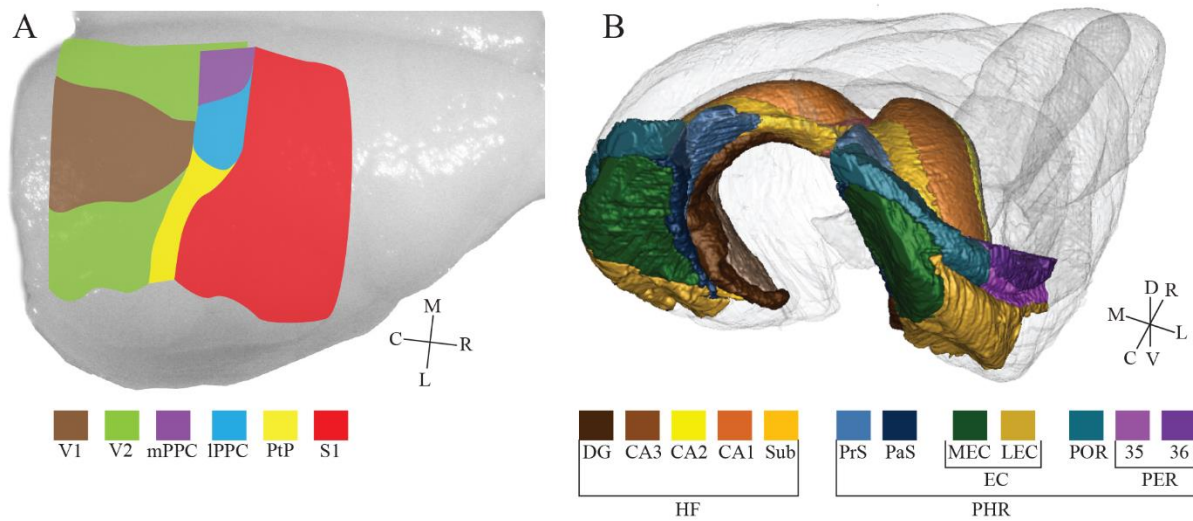 A
B
M
C R
L
D R
M L
C V
V1 V2 mPPC lPPC PtP S1
DG CA3 CA2 CA1 Sub PrS PaS MEC LEC POR 35 36
EC PER
HF PHR